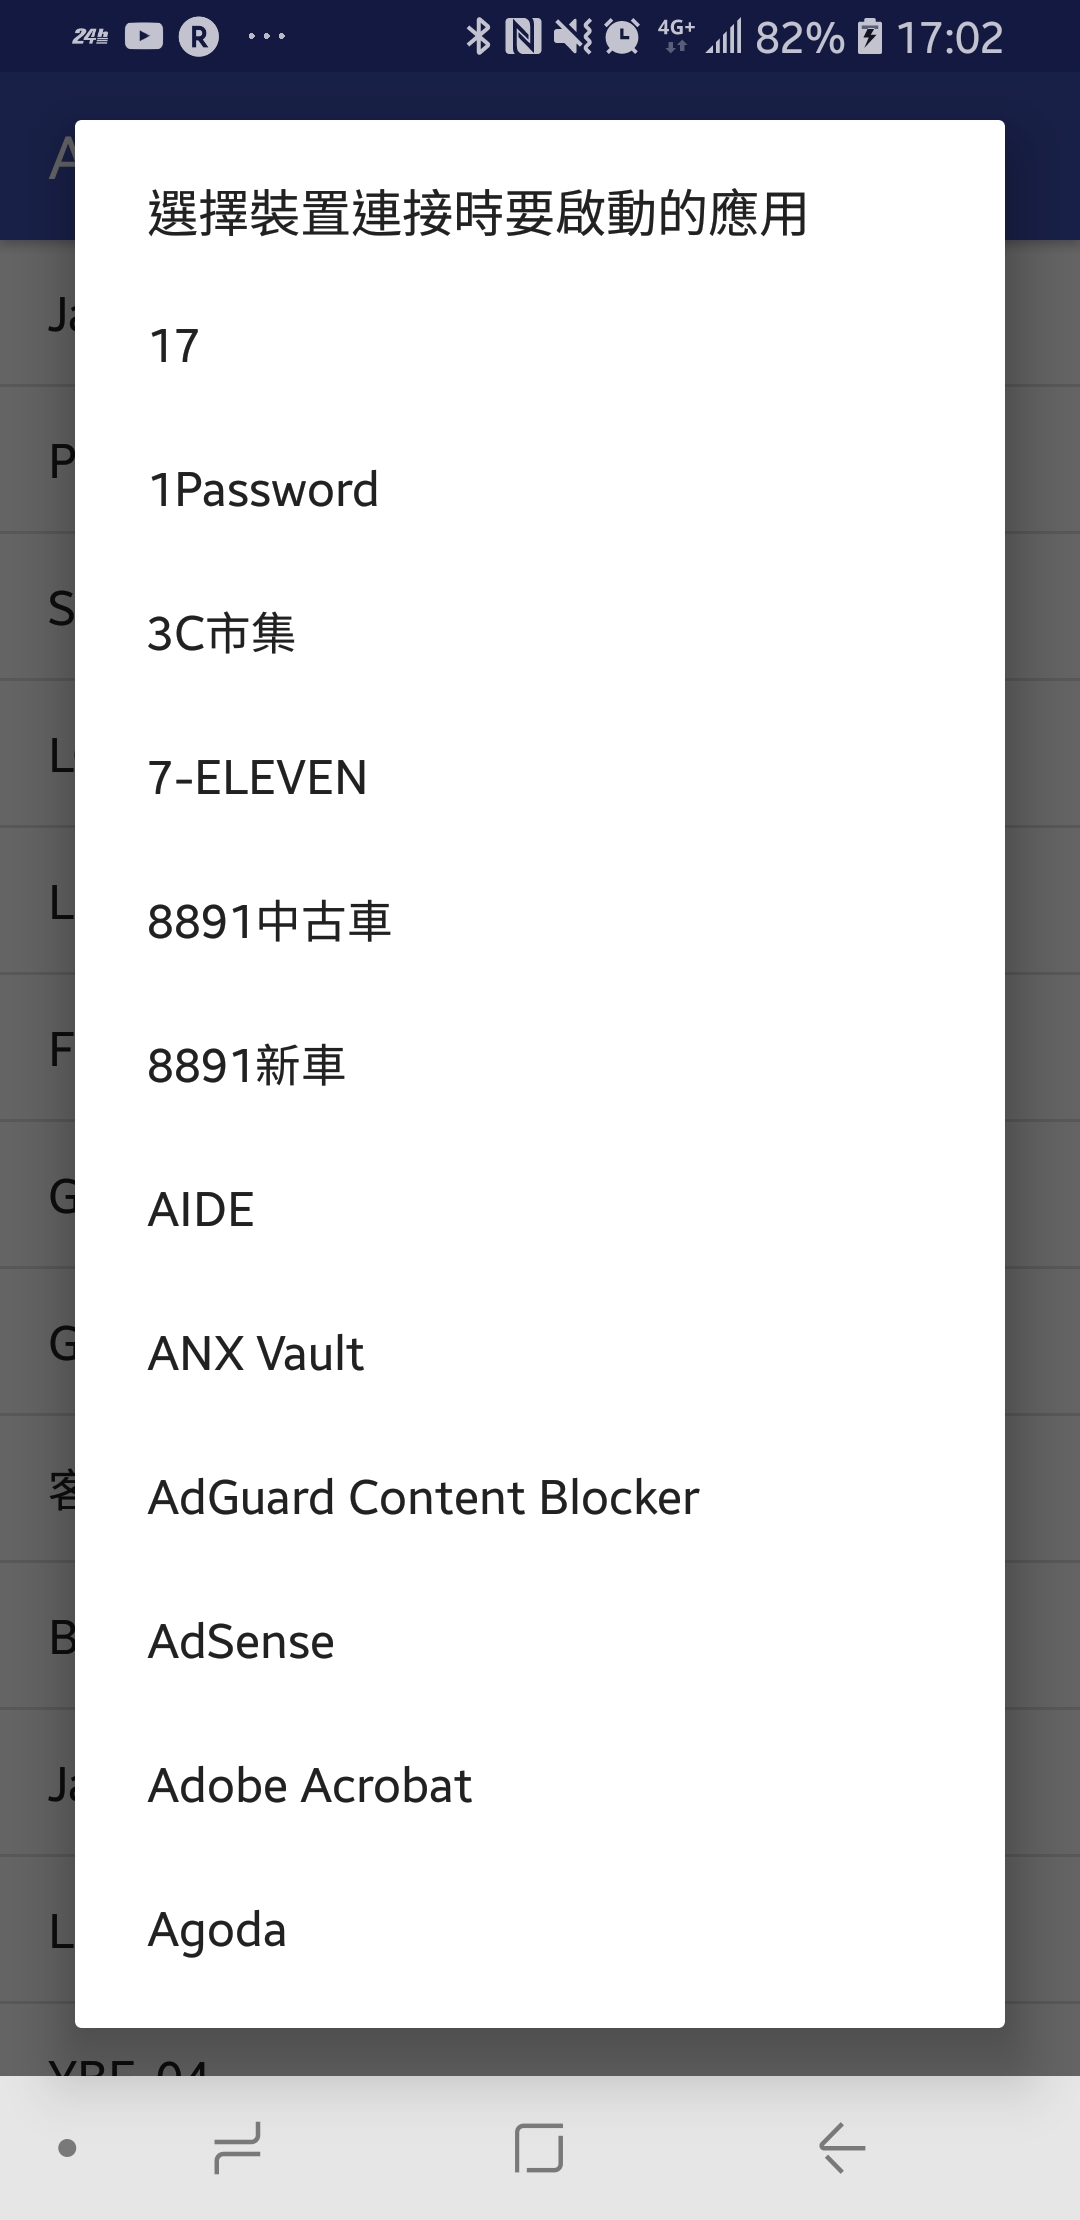 24h
R
4G+ 82% 17:02
選擇裝置連接時要啟動的應用
17
1Password
3C市集
7-ELEVEN
8891中古車
8891新車
AIDE
ANX Vault
AdGuard Content Blocker
AdSense
Adobe Acrobat
Agoda